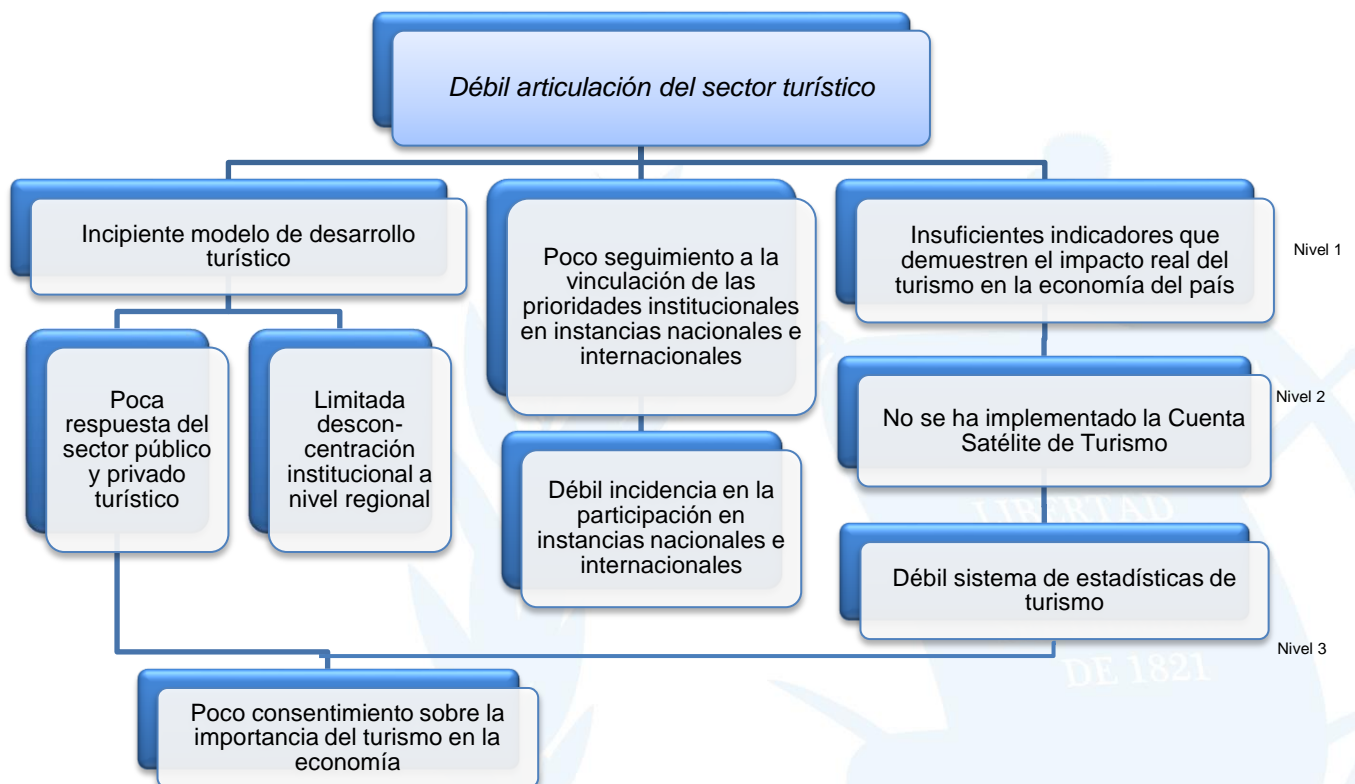 Débil articulación del sector turístico
Incipiente modelo de desarrollo
turístico
Poco seguimiento a la
vinculación de las
prioridades institucionales
en instancias nacionales e
internacionales
Insuficientes indicadores que
demuestren el impacto real del
turismo en la economía del país
Nivel 1
Poca
respuesta del
sector público
y privado
turístico
Limitada
descon-
centración
institucional a
nivel regional
No se ha implementado la Cuenta
Satélite de Turismo
Nivel 2
Débil incidencia en la
participación en
instancias nacionales e
internacionales
LIBERTAD
Débil sistema de estadísticas de
turismo
Nivel 3
DE 1821
Poco consentimiento sobre la
importancia del turismo en la
economía